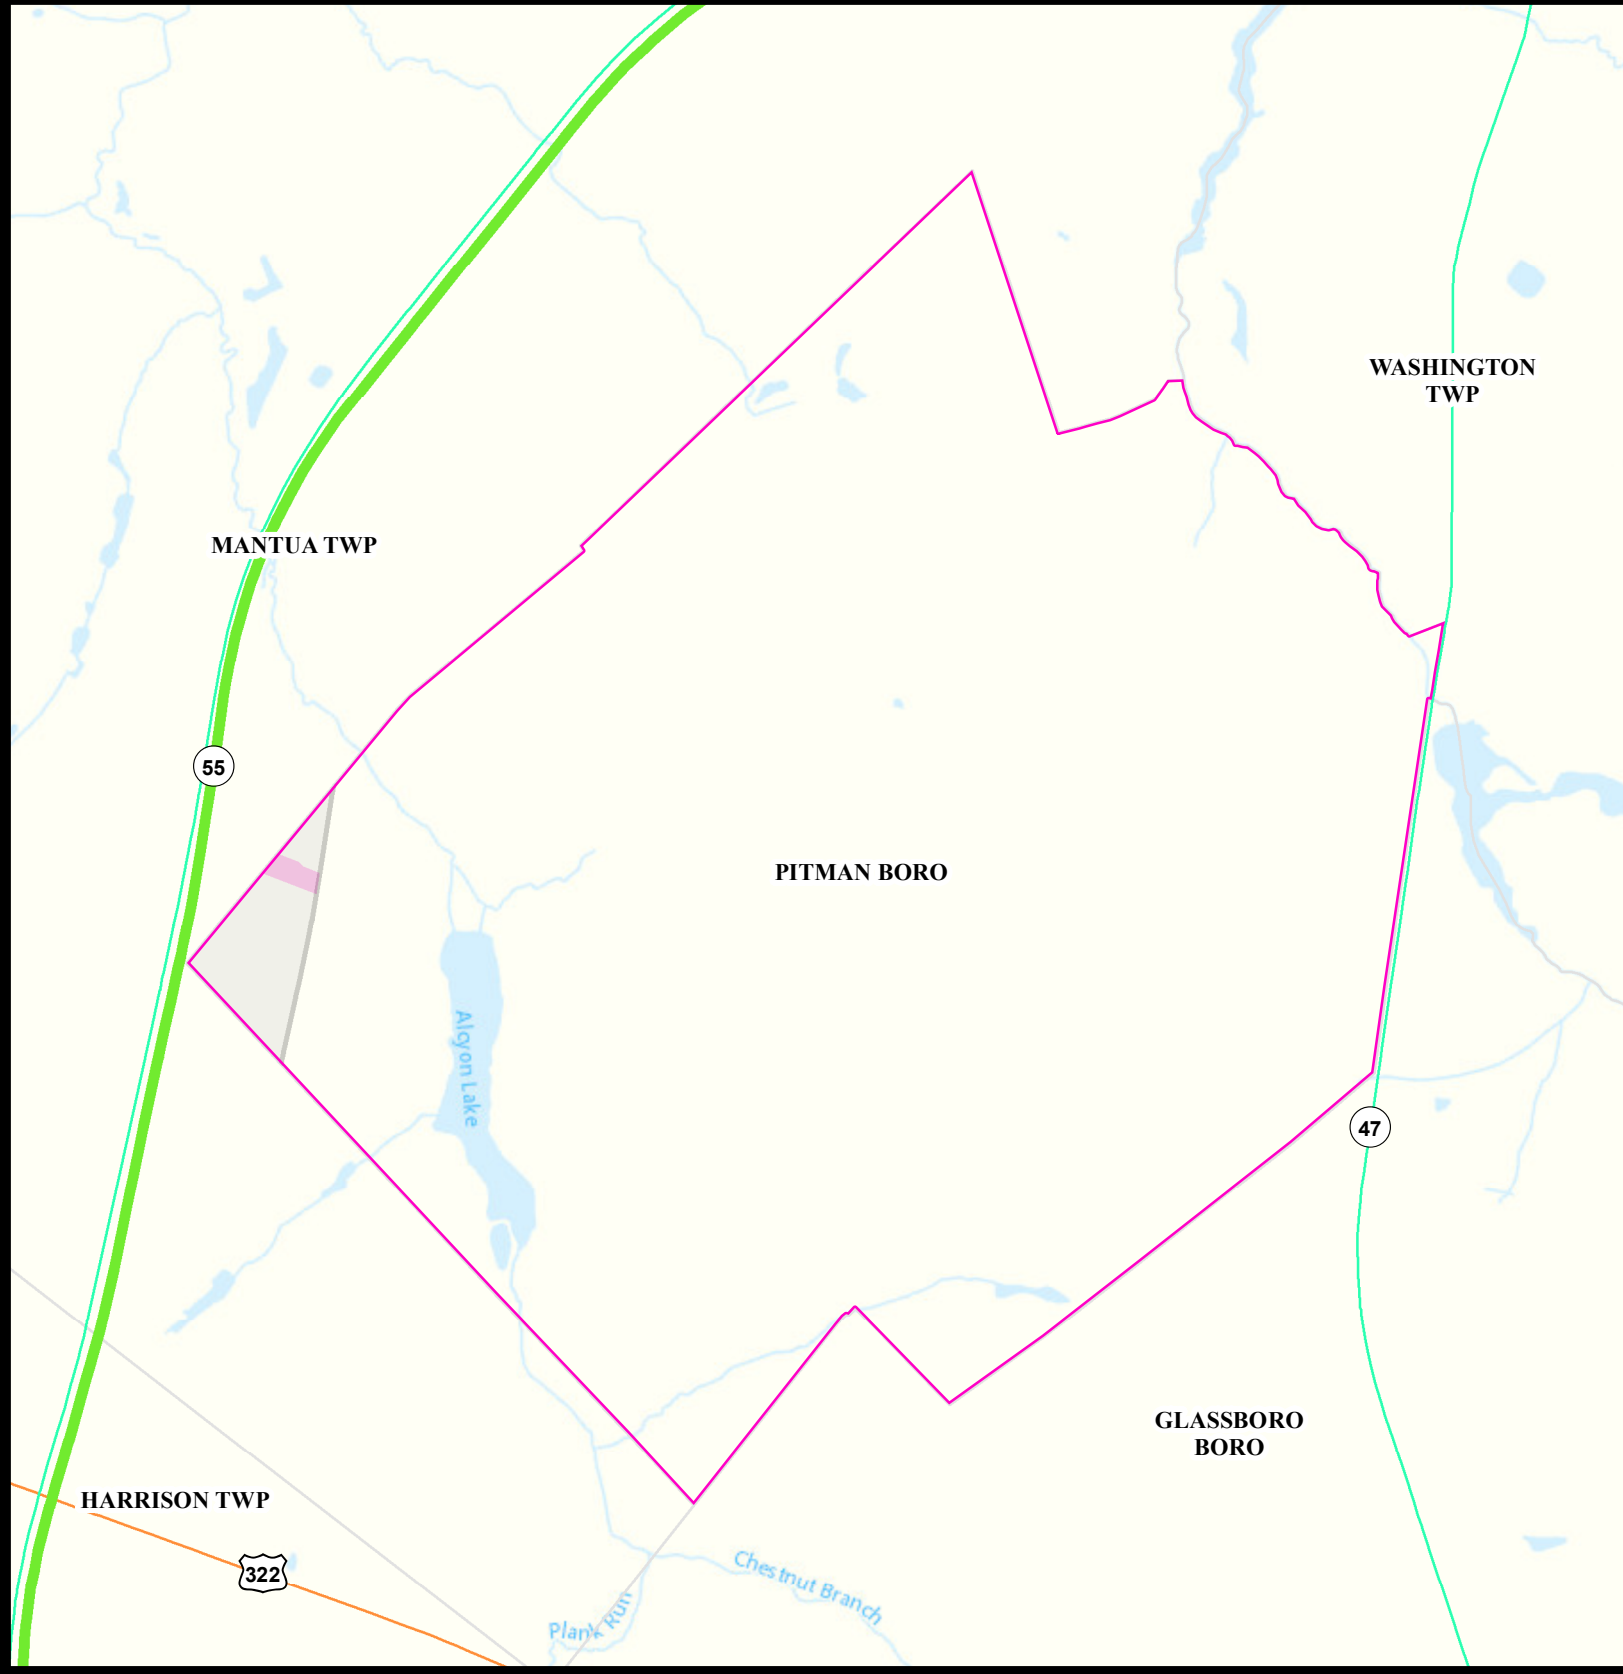 WASHINGTON
TWP
MANTUA TWP
55
PITMAN BORO
Alcyon Lake
47
GLASSBORO
BORO
HARRISON TWP
322
Chestnut Branch
Plank Run